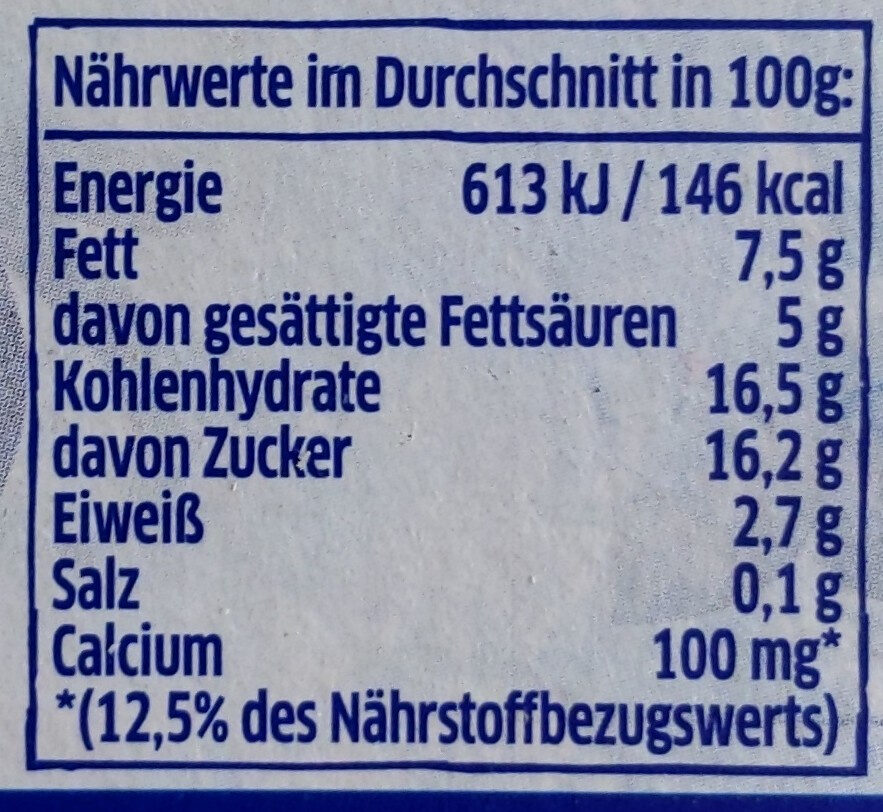 Nährwerte im Durchschnitt in 100g:
Energie 613 kJ / 146 kcal
Fett 7,5 g
davon gesättigte Fettsäuren 5 g
Kohlenhydrate 16,5 g
davon Zucker 16,2 g
Eiweiß 2,7 g
Salz 0,1 g
Calcium 100 mg*
*(12,5% des Nährstoffbezugswerts)